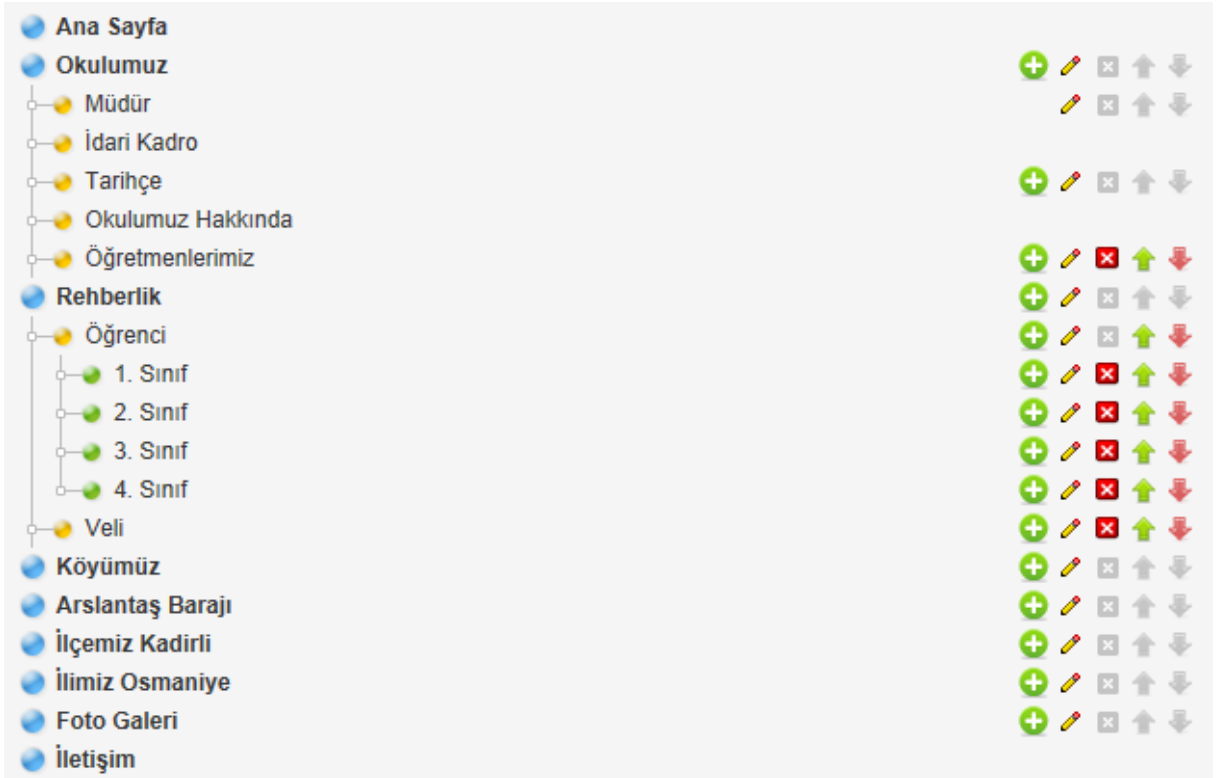 Ana Sayfa
Okulumuz
Müdür
İdari Kadro
Tarihçe
Okulumuz Hakkında
Öğretmenlerimiz
Rehberlik
Öğrenci
1. Sınıf
2. Sınıf
3. Sınıf
4. Sınıf
Veli
Köyümüz
Arslantaş Barajı
İlçemiz Kadirli
İlimiz Osmaniye
Foto Galeri
İletişim